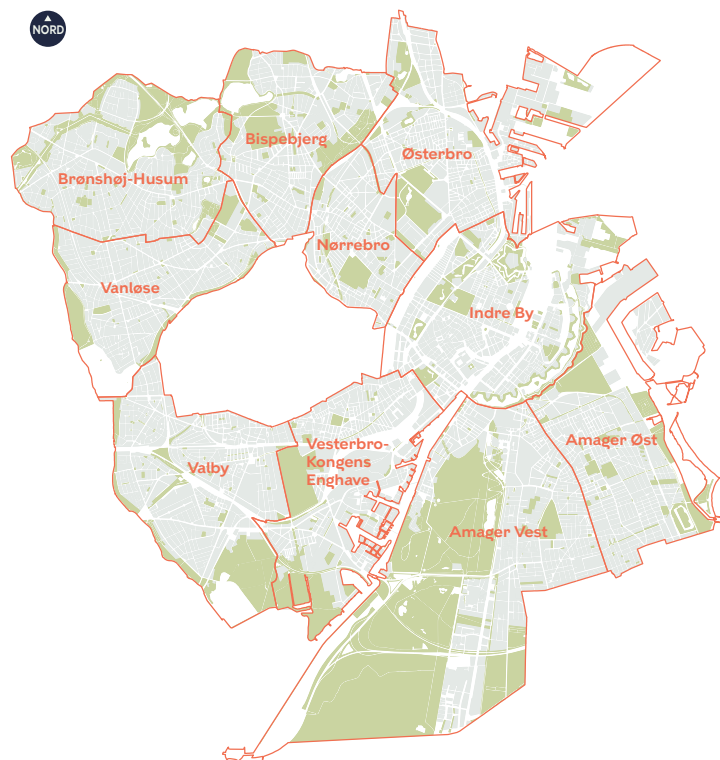 NORD
Bispebjerg
Østerbro
Brønshøj-Husum
Nørrebro
Vanløse
Indre By
Vesterbro-
Kongens
Enghave
Amager Øst
Valby
Amager Vest